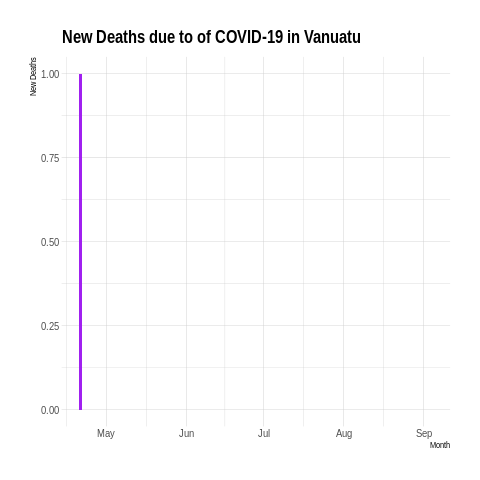 New Deaths due to of COVID-19 in Vanuatu
New Deaths
1.00
0.75
0.50
0.25
0.00
May Jun Jul Aug Sep
Month